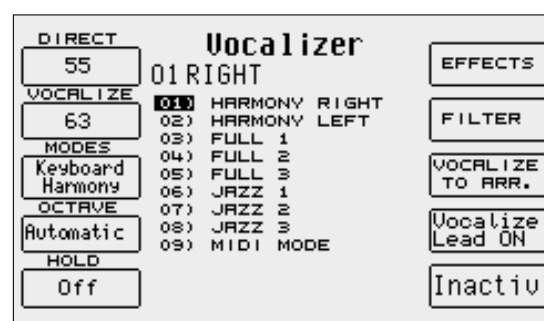 Vocalizer
01RIGHT
DIRECT
55
VOCALIZE
63
MODES
Keyboard
Harmony
OCTAVE
Automatic
HOLD
Off
01) HARMONY RIGHT
02) HARMONY LEFT
03) FULL 1
04) FULL 2
05) FULL 3
06) JAZZ 1
07) JAZZ 2
08) JAZZ 3
09) MIDI MODE
EFFECTS
FILTER
VOCALIZE
TO ARR.
Vocalize
Lead ON
Inactiv